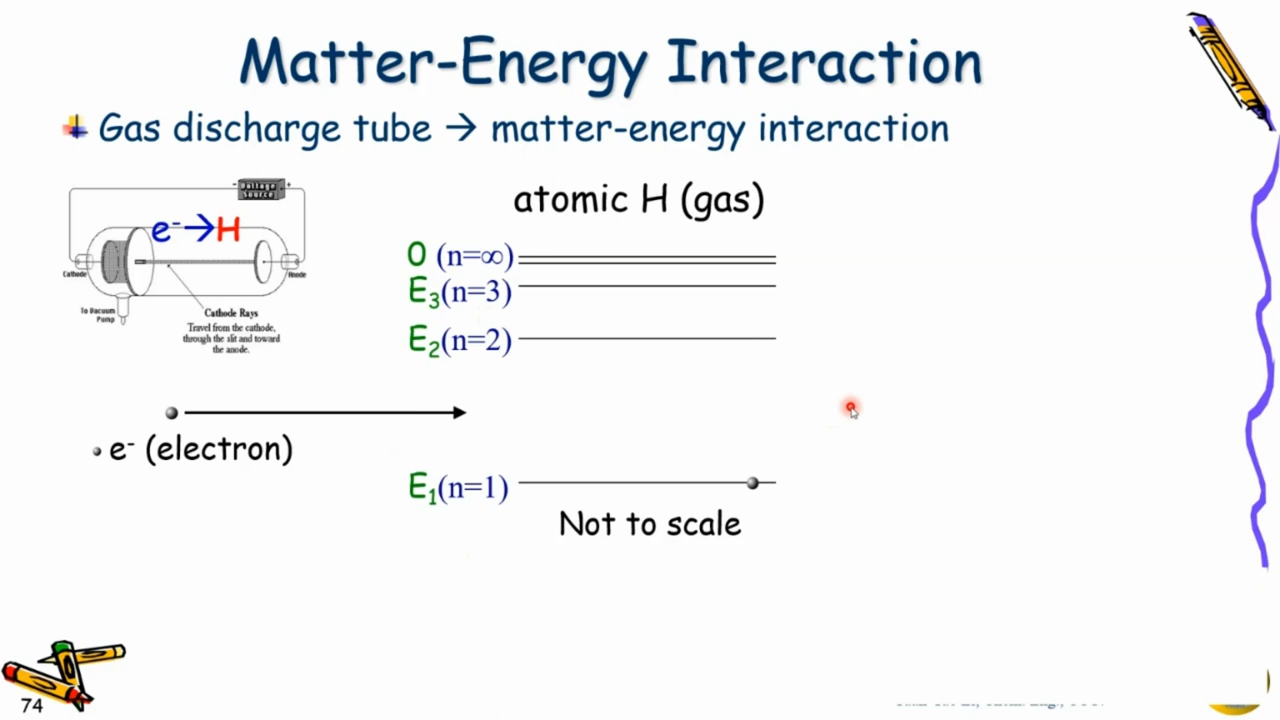 Matter-Energy Interaction
Gas discharge tube → matter-energy interaction
- Voltage +
source
e⁻→H
Cathode
Anode
To Vacuum
Pump
Cathode Rays
Travel from the cathode,
through the slit and toward
the anode.
atomic H (gas)
0 (n=∞)
E₃(n=3)
E₂(n=2)
e⁻ (electron)
E₁(n=1)
Not to scale
74